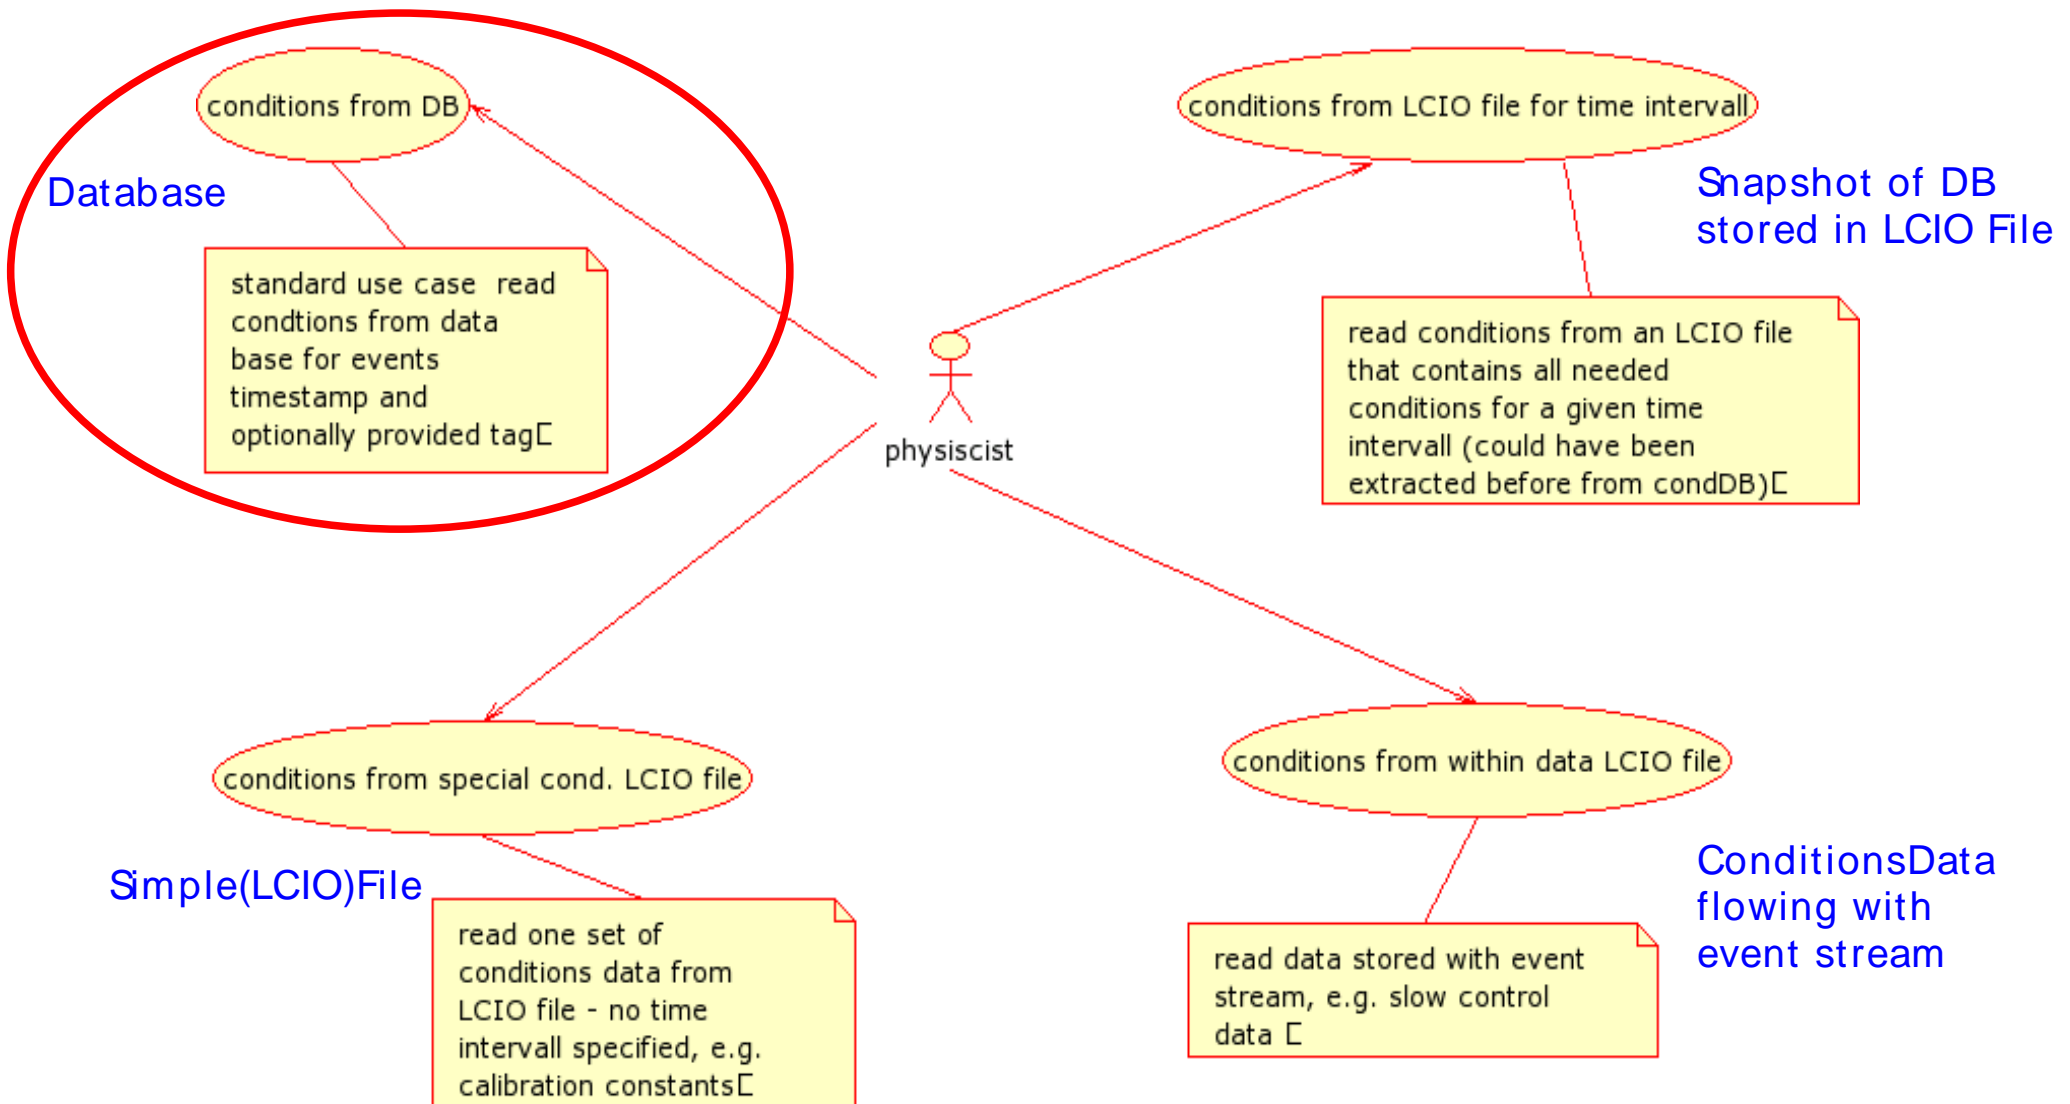 conditions from DB
Database
standard use case  read
condtions from data
base for events
timestamp and
optionally provided tag
conditions from LCIO file for time intervall
Snapshot of DB
stored in LCIO File
read conditions from an LCIO file
that contains all needed
conditions for a given time
intervall (could have been
extracted before from condDB)
physiscist
conditions from special cond. LCIO file
Simple(LCIO)File
read one set of
conditions data from
LCIO file - no time
intervall specified, e.g.
calibration constants
conditions from within data LCIO file
ConditionsData
flowing with
event stream
read data stored with event
stream, e.g. slow control
data